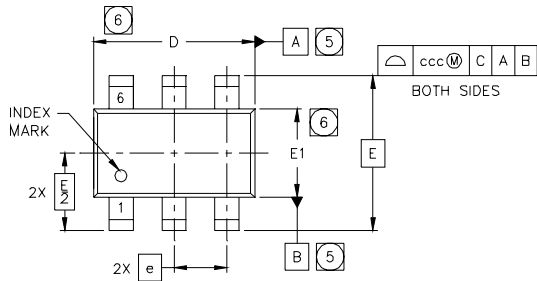 6
D
A 5
⌓ ccc Ⓜ C A B
BOTH SIDES
6
INDEX
MARK
6
E1
E
2X E/2
1
B 5
2X e